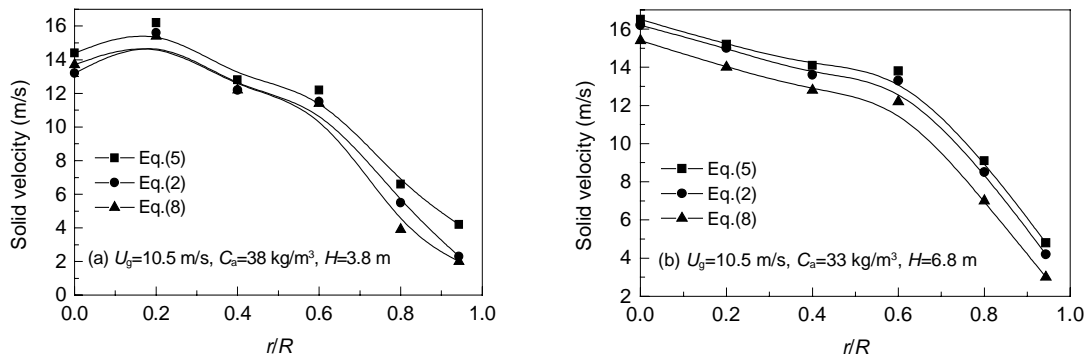 16
14
12
10
8
6
4
2
0
Solid velocity (m/s)
Eq.(5)
Eq.(2)
Eq.(8)
(a) Ug=10.5 m/s, Ca=38 kg/m³, H=3.8 m
0.0 0.2 0.4 0.6 0.8 1.0
r/R
16
14
12
10
8
6
4
2
Solid velocity (m/s)
Eq.(5)
Eq.(2)
Eq.(8)
(b) Ug=10.5 m/s, Ca=33 kg/m³, H=6.8 m
0.0 0.2 0.4 0.6 0.8 1.0
r/R